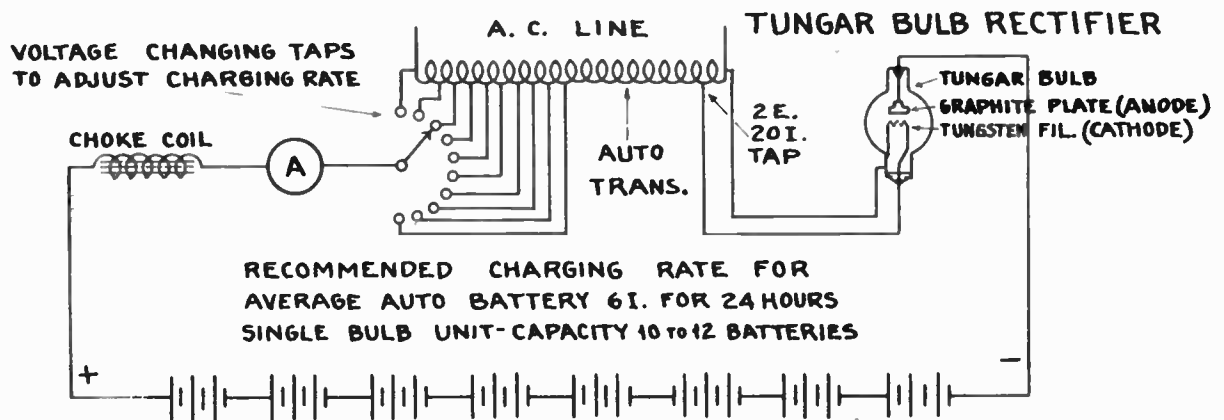 TUNGAR BULB RECTIFIER
A. C. LINE
VOLTAGE CHANGING TAPS
TO ADJUST CHARGING RATE
TUNGAR BULB
GRAPHITE PLATE (ANODE)
TUNGSTEN FIL. (CATHODE)
2 E.
20 I.
TAP
CHOKE COIL
A
AUTO
TRANS.
RECOMMENDED CHARGING RATE FOR
AVERAGE AUTO BATTERY 6 I. FOR 24 HOURS
SINGLE BULB UNIT-CAPACITY 10 TO 12 BATTERIES
+
−